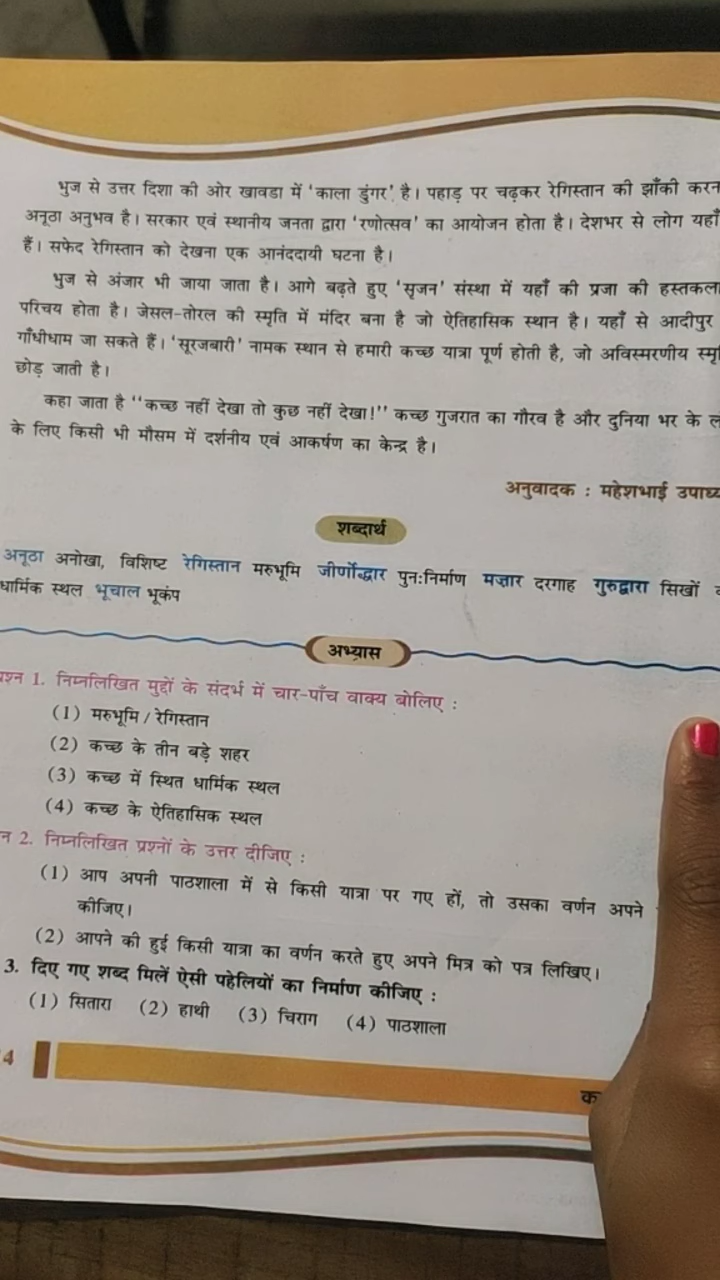 भुज से उत्तर दिशा की ओर खावडा में 'काला डुंगर' है। पहाड़ पर चढ़कर रेगिस्तान की झाँकी करन
अनूठा अनुभव है। सरकार एवं स्थानीय जनता द्वारा 'रणोत्सव' का आयोजन होता है। देशभर से लोग यहाँ
हैं। सफेद रेगिस्तान को देखना एक आनंददायी घटना है।
भुज से अंजार भी जाया जाता है। आगे बढ़ते हुए 'सृजन' संस्था में यहाँ की प्रजा की हस्तकला
परिचय होता है। जेसल-तोरल की स्मृति में मंदिर बना है जो ऐतिहासिक स्थान है। यहाँ से आदीपुर
गाँधीधाम जा सकते हैं। 'सूरजबारी' नामक स्थान से हमारी कच्छ यात्रा पूर्ण होती है, जो अविस्मरणीय
छोड़ जाती है।
कहा जाता है "कच्छ नहीं देखा तो कुछ नहीं देखा!" कच्छ गुजरात का गौरव है और दुनिया भर के
के लिए किसी भी मौसम में दर्शनीय एवं आकर्षण का केन्द्र है।
अनुवादक : महेशभाई उपाध्य
शब्दार्थ
अनूठा अनोखा, विशिष्ट रेगिस्तान मरुभूमि जीर्णोद्धार पुनःनिर्माण मज़ार दरगाह गुरुद्वारा सिखों
धार्मिक स्थल भूचाल भूकंप
अभ्यास
प्रश्न 1. निम्नलिखित मुद्दों के संदर्भ में चार-पाँच वाक्य बोलिए :
(1) मरुभूमि / रेगिस्तान
(2) कच्छ के तीन बड़े शहर
(3) कच्छ में स्थित धार्मिक स्थल
(4) कच्छ के ऐतिहासिक स्थल
न 2. निम्नलिखित प्रश्नों के उत्तर दीजिए :
(1) आप अपनी पाठशाला में से किसी यात्रा पर गए हों, तो उसका वर्णन अपने
कीजिए।
(2) आपने की हुई किसी यात्रा का वर्णन करते हुए अपने मित्र को पत्र लिखिए।
3. दिए गए शब्द मिलें ऐसी पहेलियों का निर्माण कीजिए :
(1) सितारा (2) हाथी (3) चिराग (4) पाठशाला
4
क